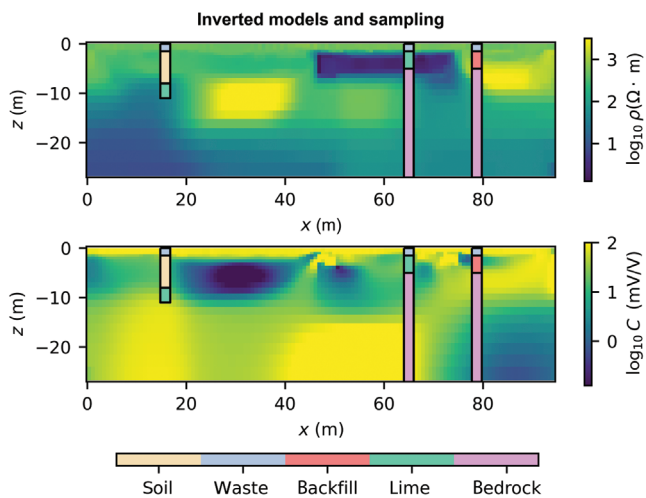 Inverted models and sampling
0
−10
−20
z (m)
0 20 40 60 80
x (m)
3
2
1
log₁₀ ρ(Ω · m)
0
−10
−20
z (m)
0 20 40 60 80
x (m)
2
1
0
log₁₀ C (mV/V)
Soil Waste Backfill Lime Bedrock